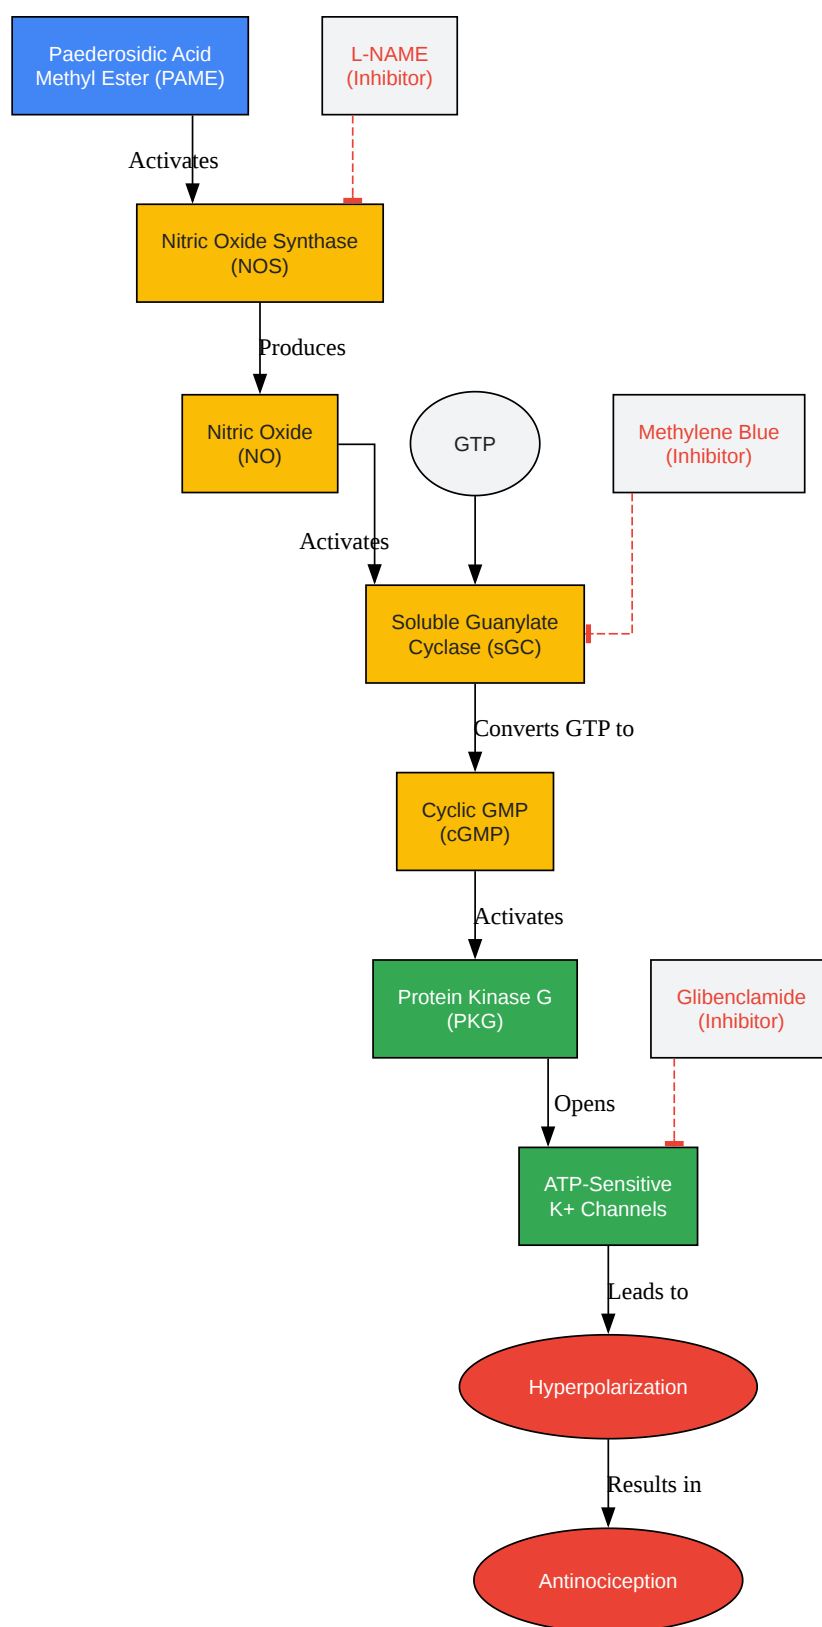 Paederosidic Acid
Methyl Ester (PAME)
L-NAME
(Inhibitor)
Activates
Nitric Oxide Synthase
(NOS)
Produces
Nitric Oxide
(NO)
GTP
Methylene Blue
(Inhibitor)
Activates
Soluble Guanylate
Cyclase (sGC)
Converts GTP to
Cyclic GMP
(cGMP)
Activates
Protein Kinase G
(PKG)
Glibenclamide
(Inhibitor)
Opens
ATP-Sensitive
K+ Channels
Leads to
Hyperpolarization
Results in
Antinociception